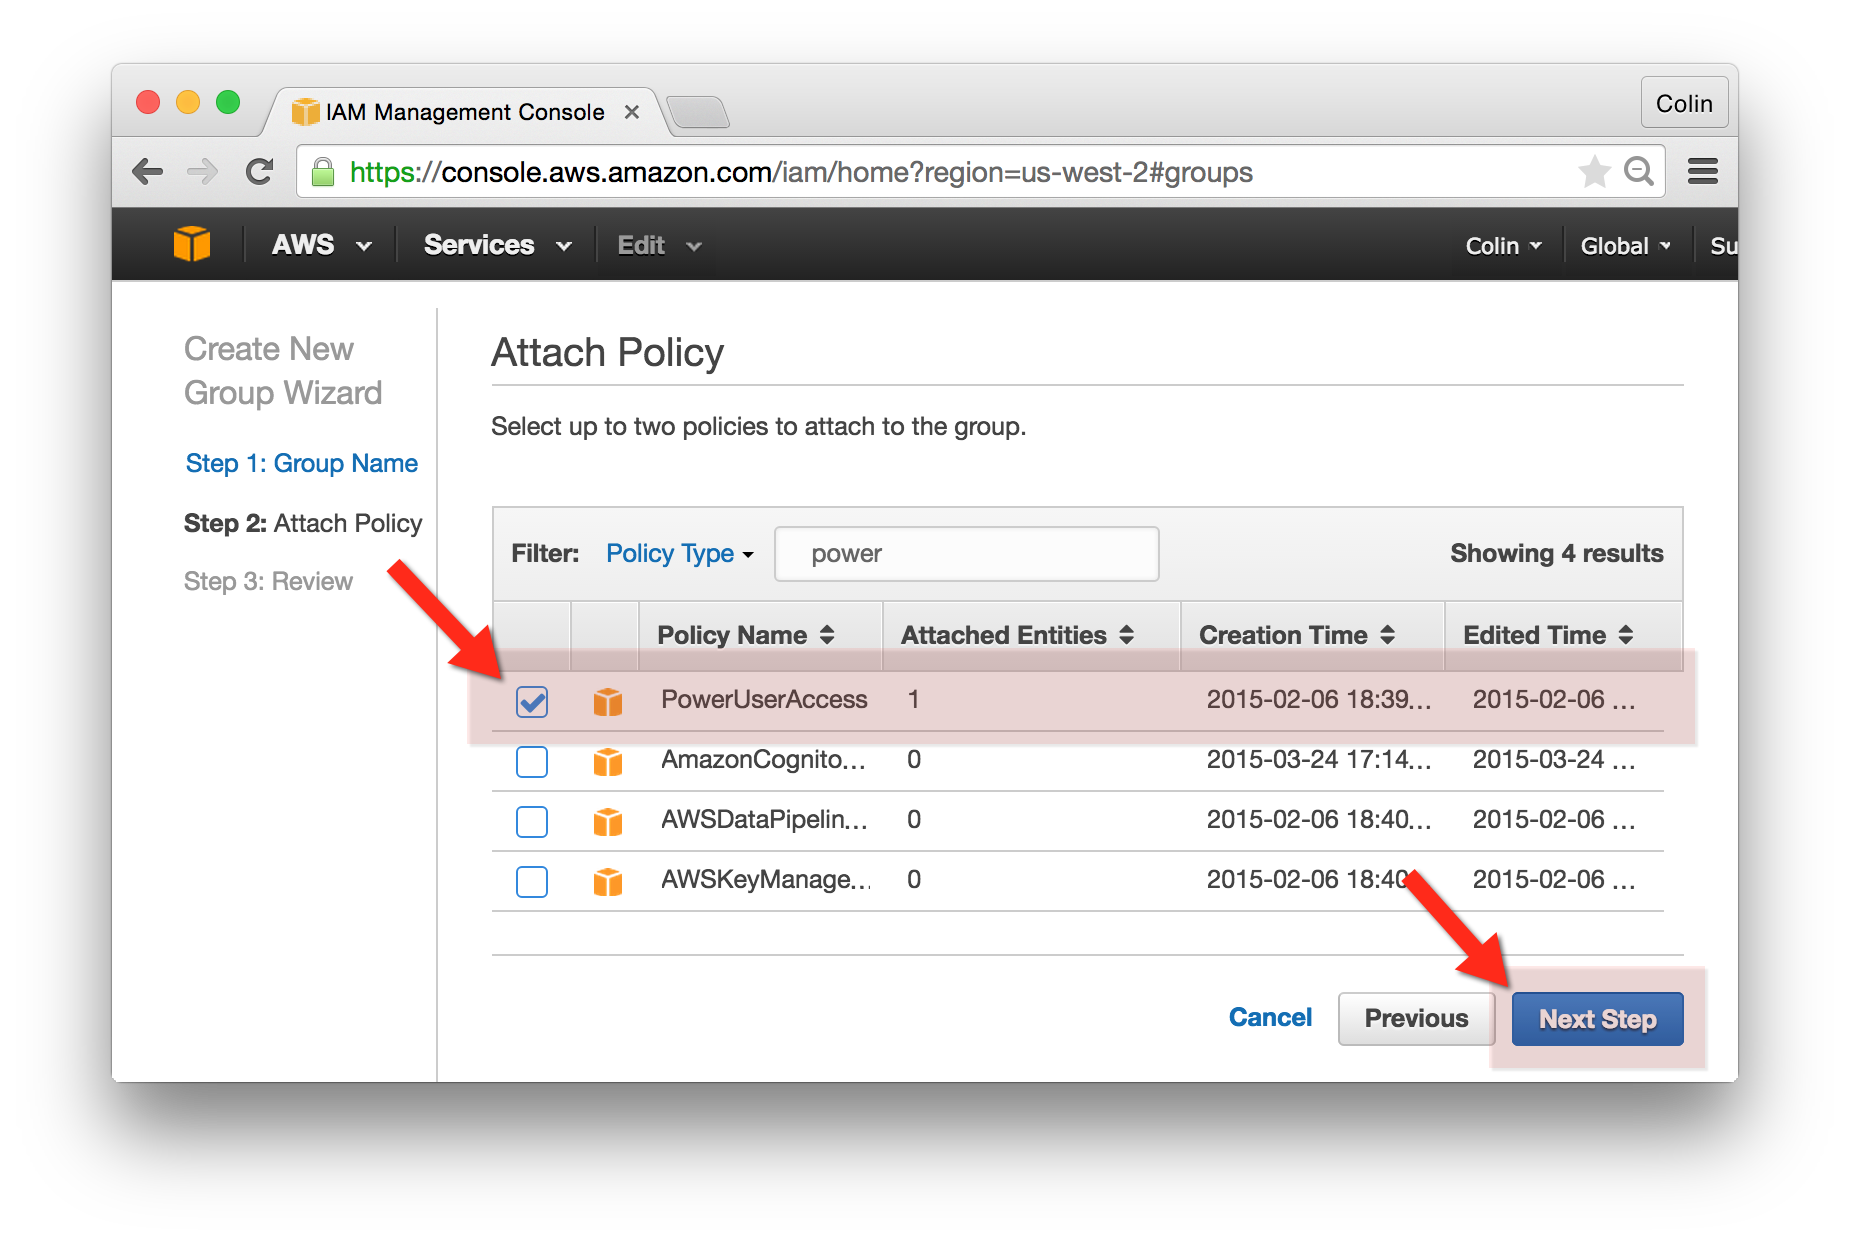 IAM Management Console
Colin
https://console.aws.amazon.com/iam/home?region=us-west-2#groups
AWS Services Edit Colin Global Su
Create New
Group Wizard
Step 1: Group Name
Step 2: Attach Policy
Step 3: Review
Attach Policy
Select up to two policies to attach to the group.
Filter: Policy Type power Showing 4 results
Policy Name Attached Entities Creation Time Edited Time
PowerUserAccess 1 2015-02-06 18:39... 2015-02-06 ...
AmazonCognito... 0 2015-03-24 17:14... 2015-03-24 ...
AWSDataPipelin... 0 2015-02-06 18:40... 2015-02-06 ...
AWSKeyManage... 0 2015-02-06 18:40 2015-02-06 ...
Cancel Previous Next Step